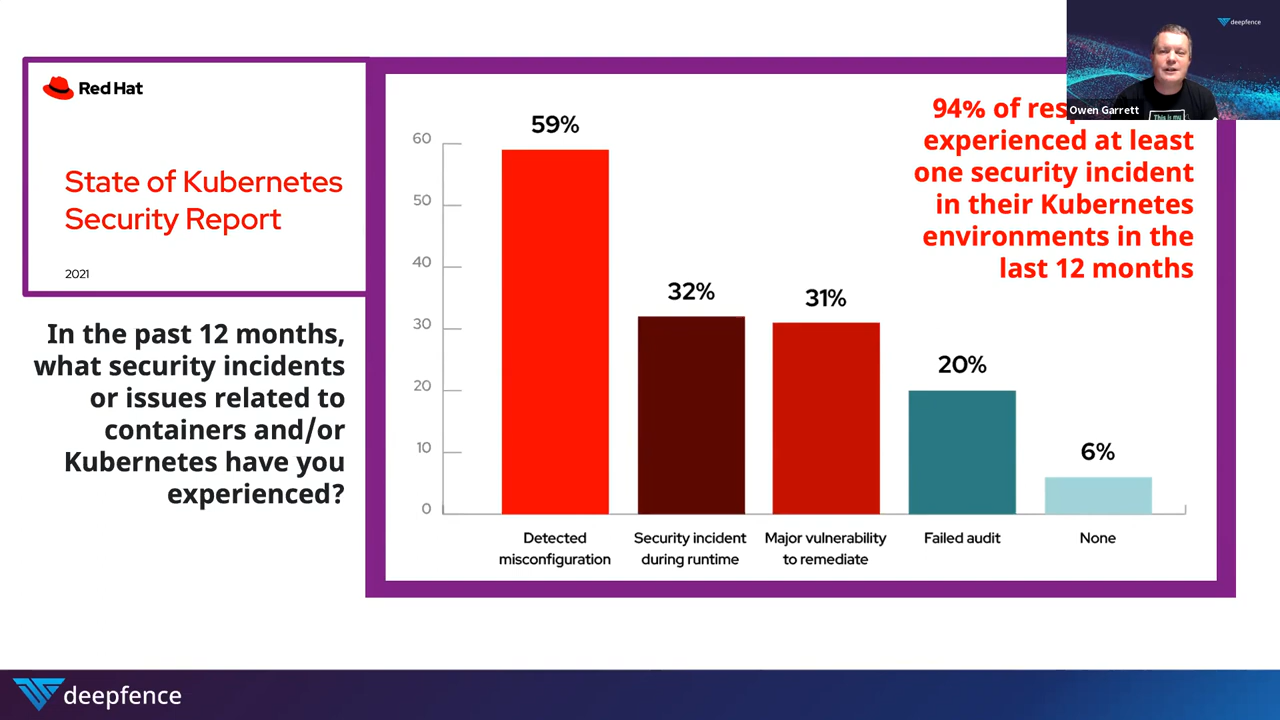 Red Hat
State of Kubernetes
Security Report
2021
In the past 12 months,
what security incidents
or issues related to
containers and/or
Kubernetes have you
experienced?
94% of
experienced at least
one security incident
in their Kubernetes
environments in the
last 12 months
60
50
40
30
20
10
0
59%
32%
31%
20%
6%
Detected
misconfiguration
Security incident
during runtime
Major vulnerability
to remediate
Failed audit
None
deepfence
Owen Garrett
This is my
deepfence